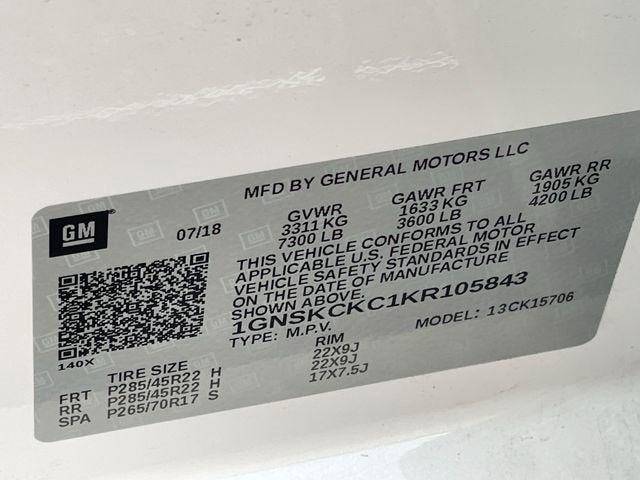 MFD BY GENERAL MOTORS LLC
GM
07/18
GVWR GAWR FRT GAWR RR
3311 KG 1633 KG 1905 KG
7300 LB 3600 LB 4200 LB
THIS VEHICLE CONFORMS TO ALL
APPLICABLE U.S. FEDERAL MOTOR
VEHICLE SAFETY STANDARDS IN EFFECT
ON THE DATE OF MANUFACTURE
SHOWN ABOVE.
1GNSKCKC1KR105843
TYPE: M.P.V. MODEL: 13CK15706
140X
TIRE SIZE RIM
FRT P285/45R22 H 22X9J
RR P285/45R22 H 22X9J
SPA P265/70R17 S 17X7.5J